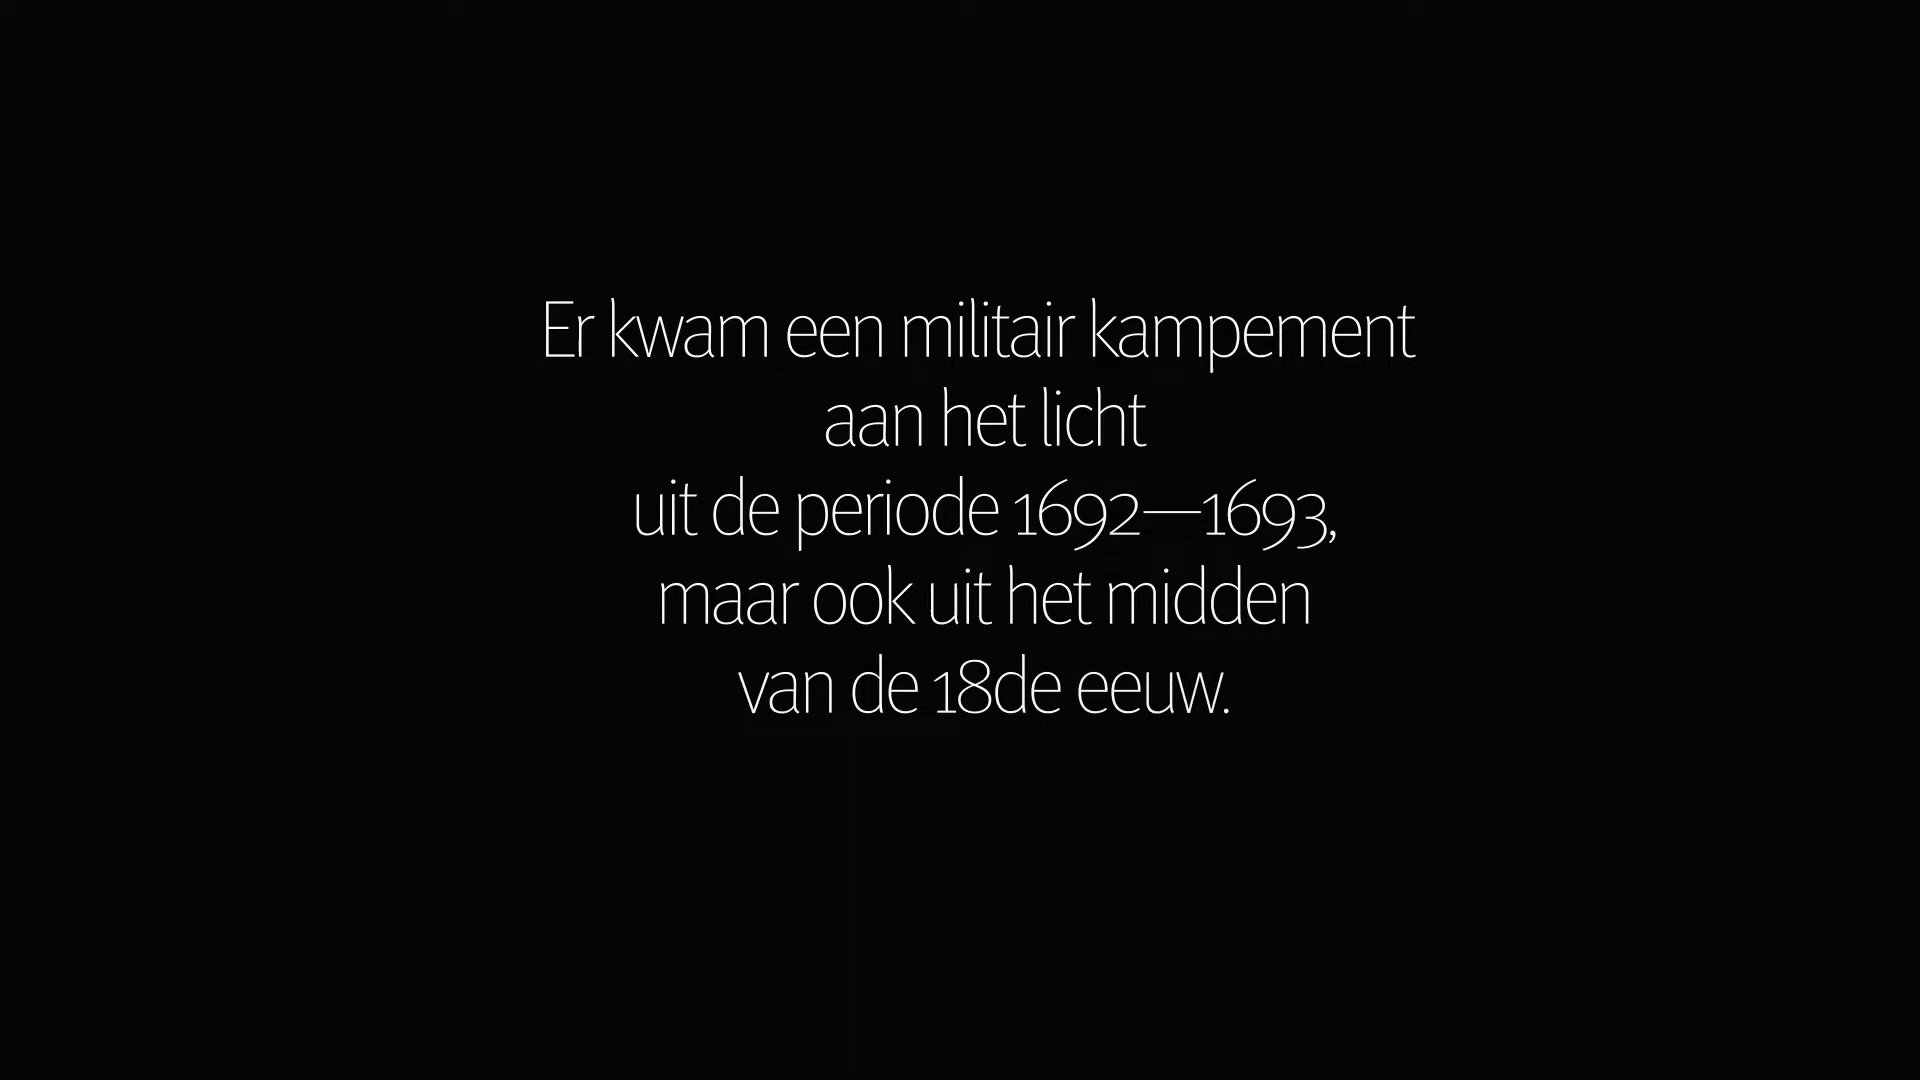 Er kwam een militair kampement
aan het licht
uit de periode 1692—1693,
maar ook uit het midden
van de 18de eeuw.